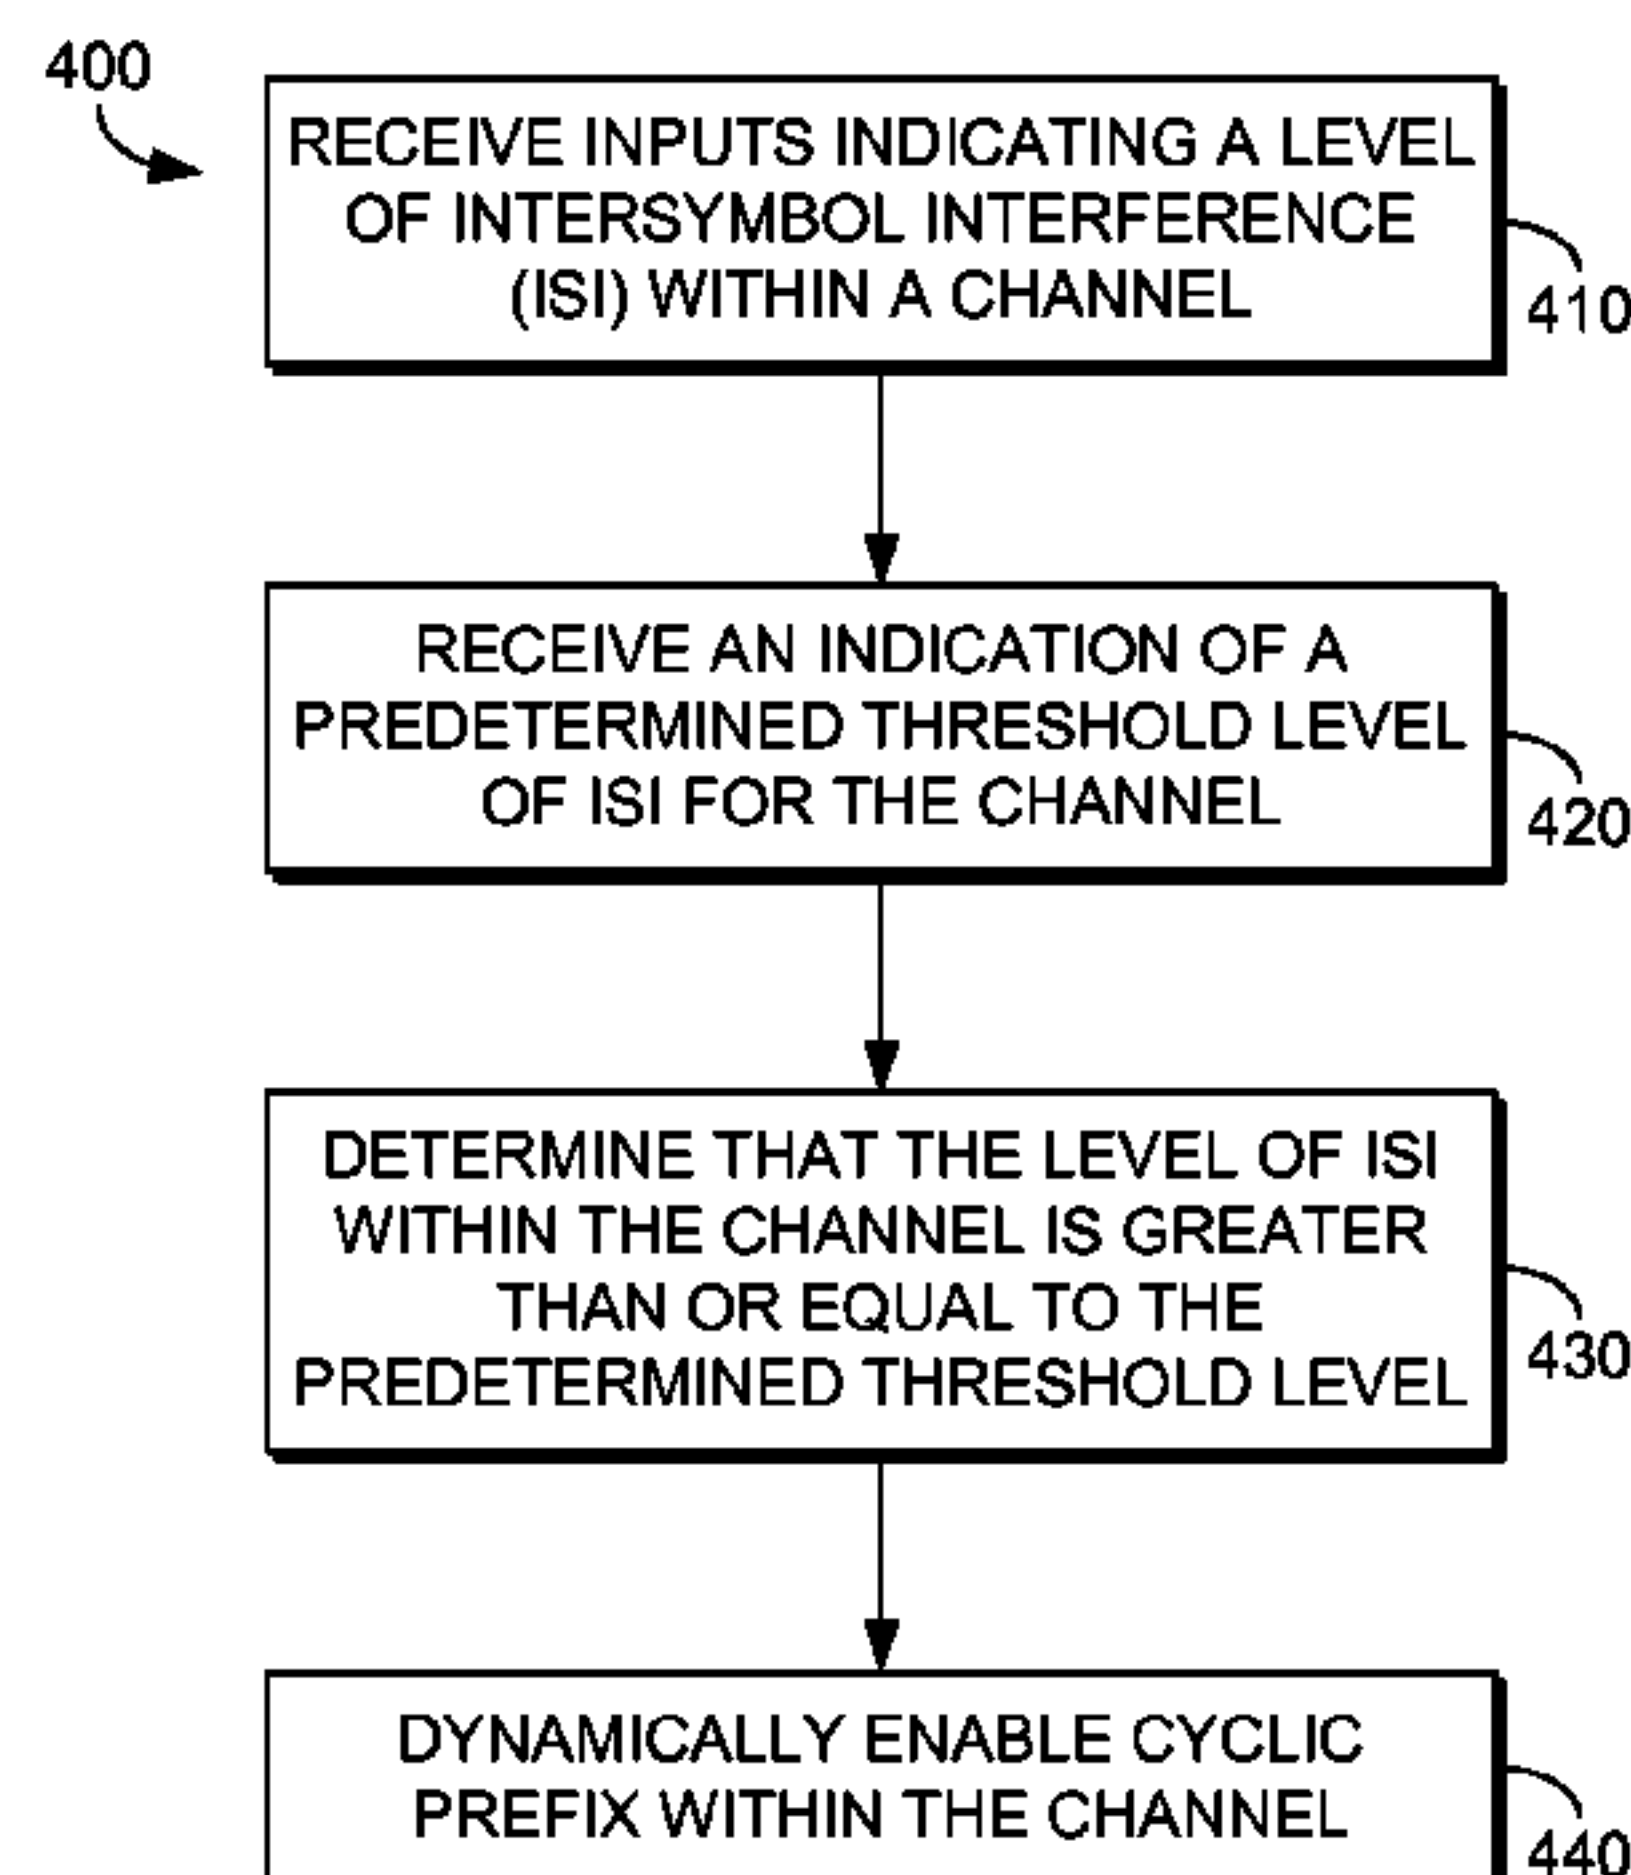 400
RECEIVE INPUTS INDICATING A LEVEL
OF INTERSYMBOL INTERFERENCE
(ISI) WITHIN A CHANNEL
410
RECEIVE AN INDICATION OF A
PREDETERMINED THRESHOLD LEVEL
OF ISI FOR THE CHANNEL
420
DETERMINE THAT THE LEVEL OF ISI
WITHIN THE CHANNEL IS GREATER
THAN OR EQUAL TO THE
PREDETERMINED THRESHOLD LEVEL
430
DYNAMICALLY ENABLE CYCLIC
PREFIX WITHIN THE CHANNEL
440